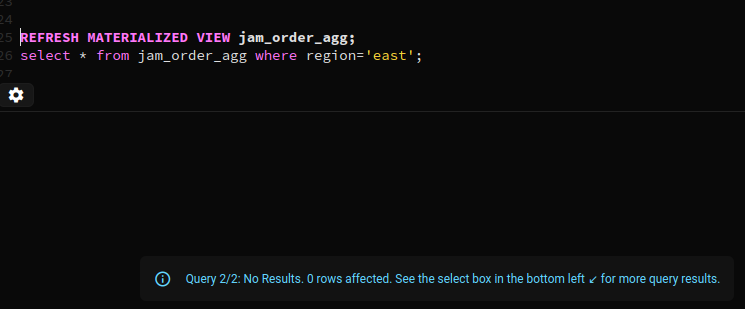 23
24
25 REFRESH MATERIALIZED VIEW jam_order_agg;
26 select * from jam_order_agg where region='east';
27
Query 2/2: No Results. 0 rows affected. See the select box in the bottom left ↙ for more query results.